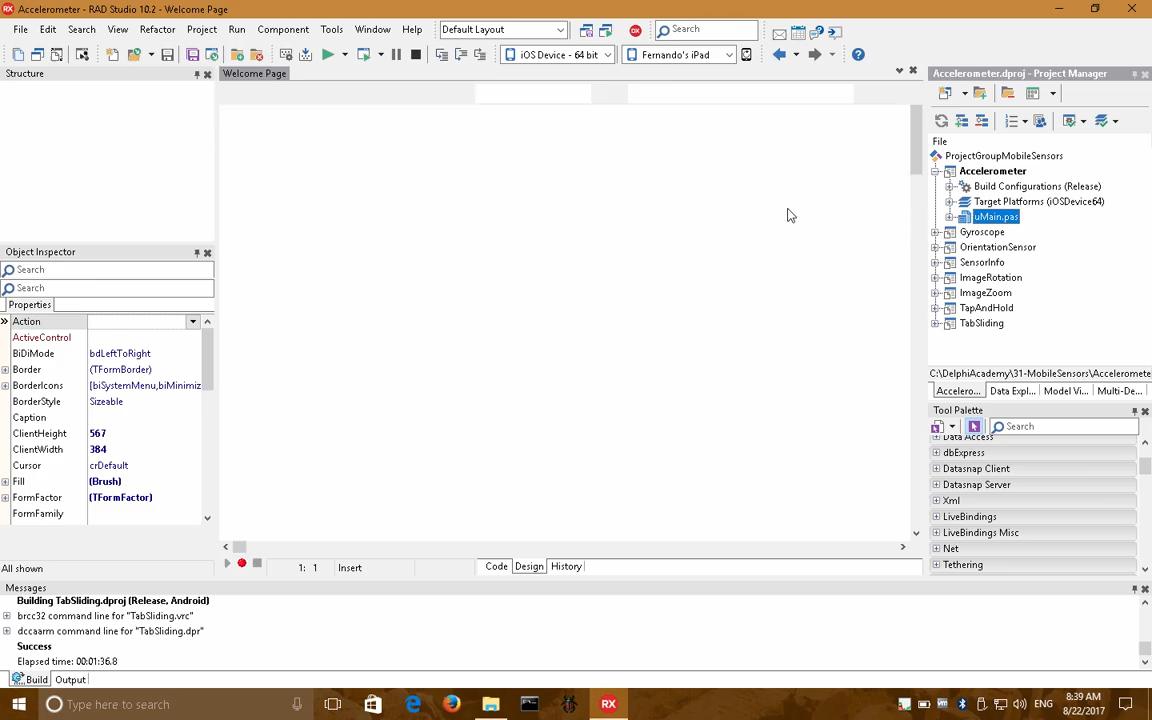 Accelerometer - RAD Studio 10.2 - Welcome Page
File Edit Search View Refactor Project Run Component Tools Window Help Default Layout Search
iOS Device - 64 bit Fernando's iPad
Structure
Welcome Page
Accelerometer.dproj - Project Manager
File
ProjectGroupMobileSensors
Accelerometer
Build Configurations (Release)
Target Platforms (iOSDevice64)
uMain.pas
Gyroscope
OrientationSensor
SensorInfo
ImageRotation
ImageZoom
TapAndHold
TabSliding
C:\DelphiAcademy\31-MobileSensors\Acceleromete
Accelero... Data Expl... Model Vi... Multi-De...
Object Inspector
Search
Search
Properties
Action
ActiveControl
BiDiMode bdLeftToRight
Border (TFormBorder)
BorderIcons [biSystemMenu,biMinimiz
BorderStyle Sizeable
Caption
ClientHeight 567
ClientWidth 384
Cursor crDefault
Fill (Brush)
FormFactor (TFormFactor)
FormFamily
All shown
1: 1 Insert
Code Design History
Tool Palette
Search
Data Access
dbExpress
Datasnap Client
Datasnap Server
Xml
LiveBindings
LiveBindings Misc
Net
Tethering
Messages
Building TabSliding.dproj (Release, Android)
brcc32 command line for "TabSliding.vrc"
dccaarm command line for "TabSliding.dpr"
Success
Elapsed time: 00:01:36.8
Build Output
Type here to search
RX
ENG
8:39 AM
8/22/2017